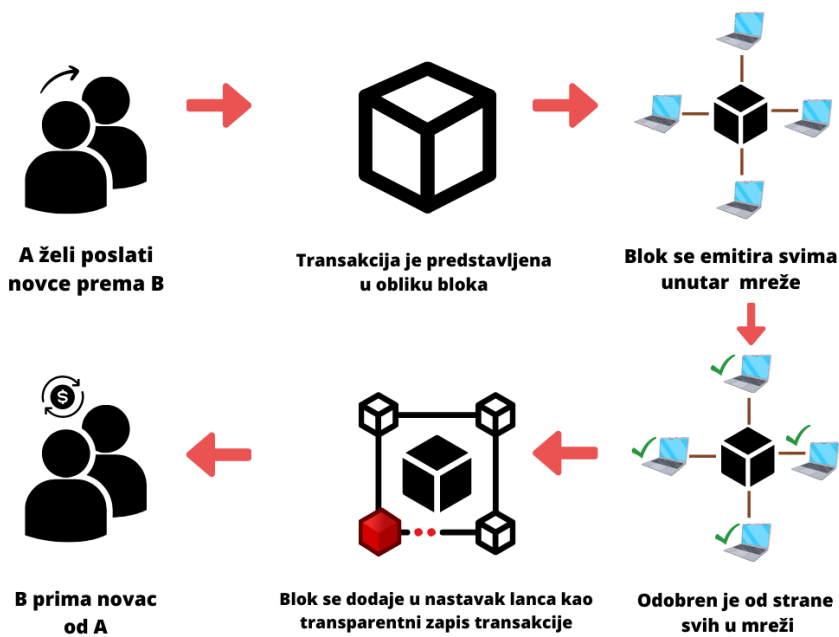 A želi poslati
novce prema B
Transakcija je predstavljena
u obliku bloka
Blok se emitira svima
unutar mreže
Odobren je od strane
svih u mreži
Blok se dodaje u nastavak lanca kao
transparentni zapis transakcije
B prima novac
od A
$